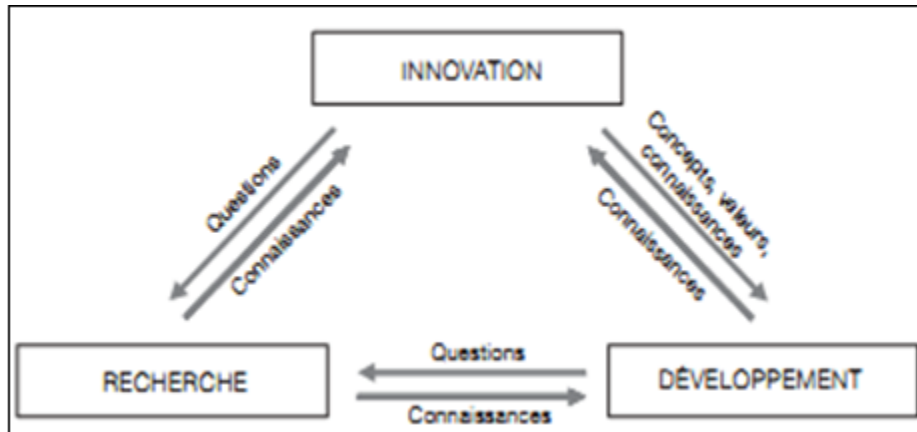 INNOVATION
Questions
Connaissances
Concepts, valeurs,
connaissances
Connaissances
RECHERCHE
Questions
Connaissances
DÉVELOPPEMENT